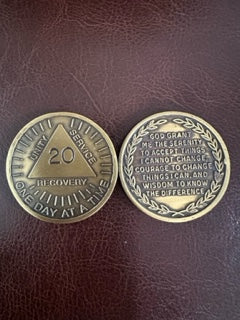 UNITY
SERVICE
20
RECOVERY
ONE DAY AT A TIME
GOD GRANT
ME THE SERENITY
TO ACCEPT THINGS
I CANNOT CHANGE,
COURAGE TO CHANGE
THINGS I CAN, AND
WISDOM TO KNOW
THE DIFFERENCE.